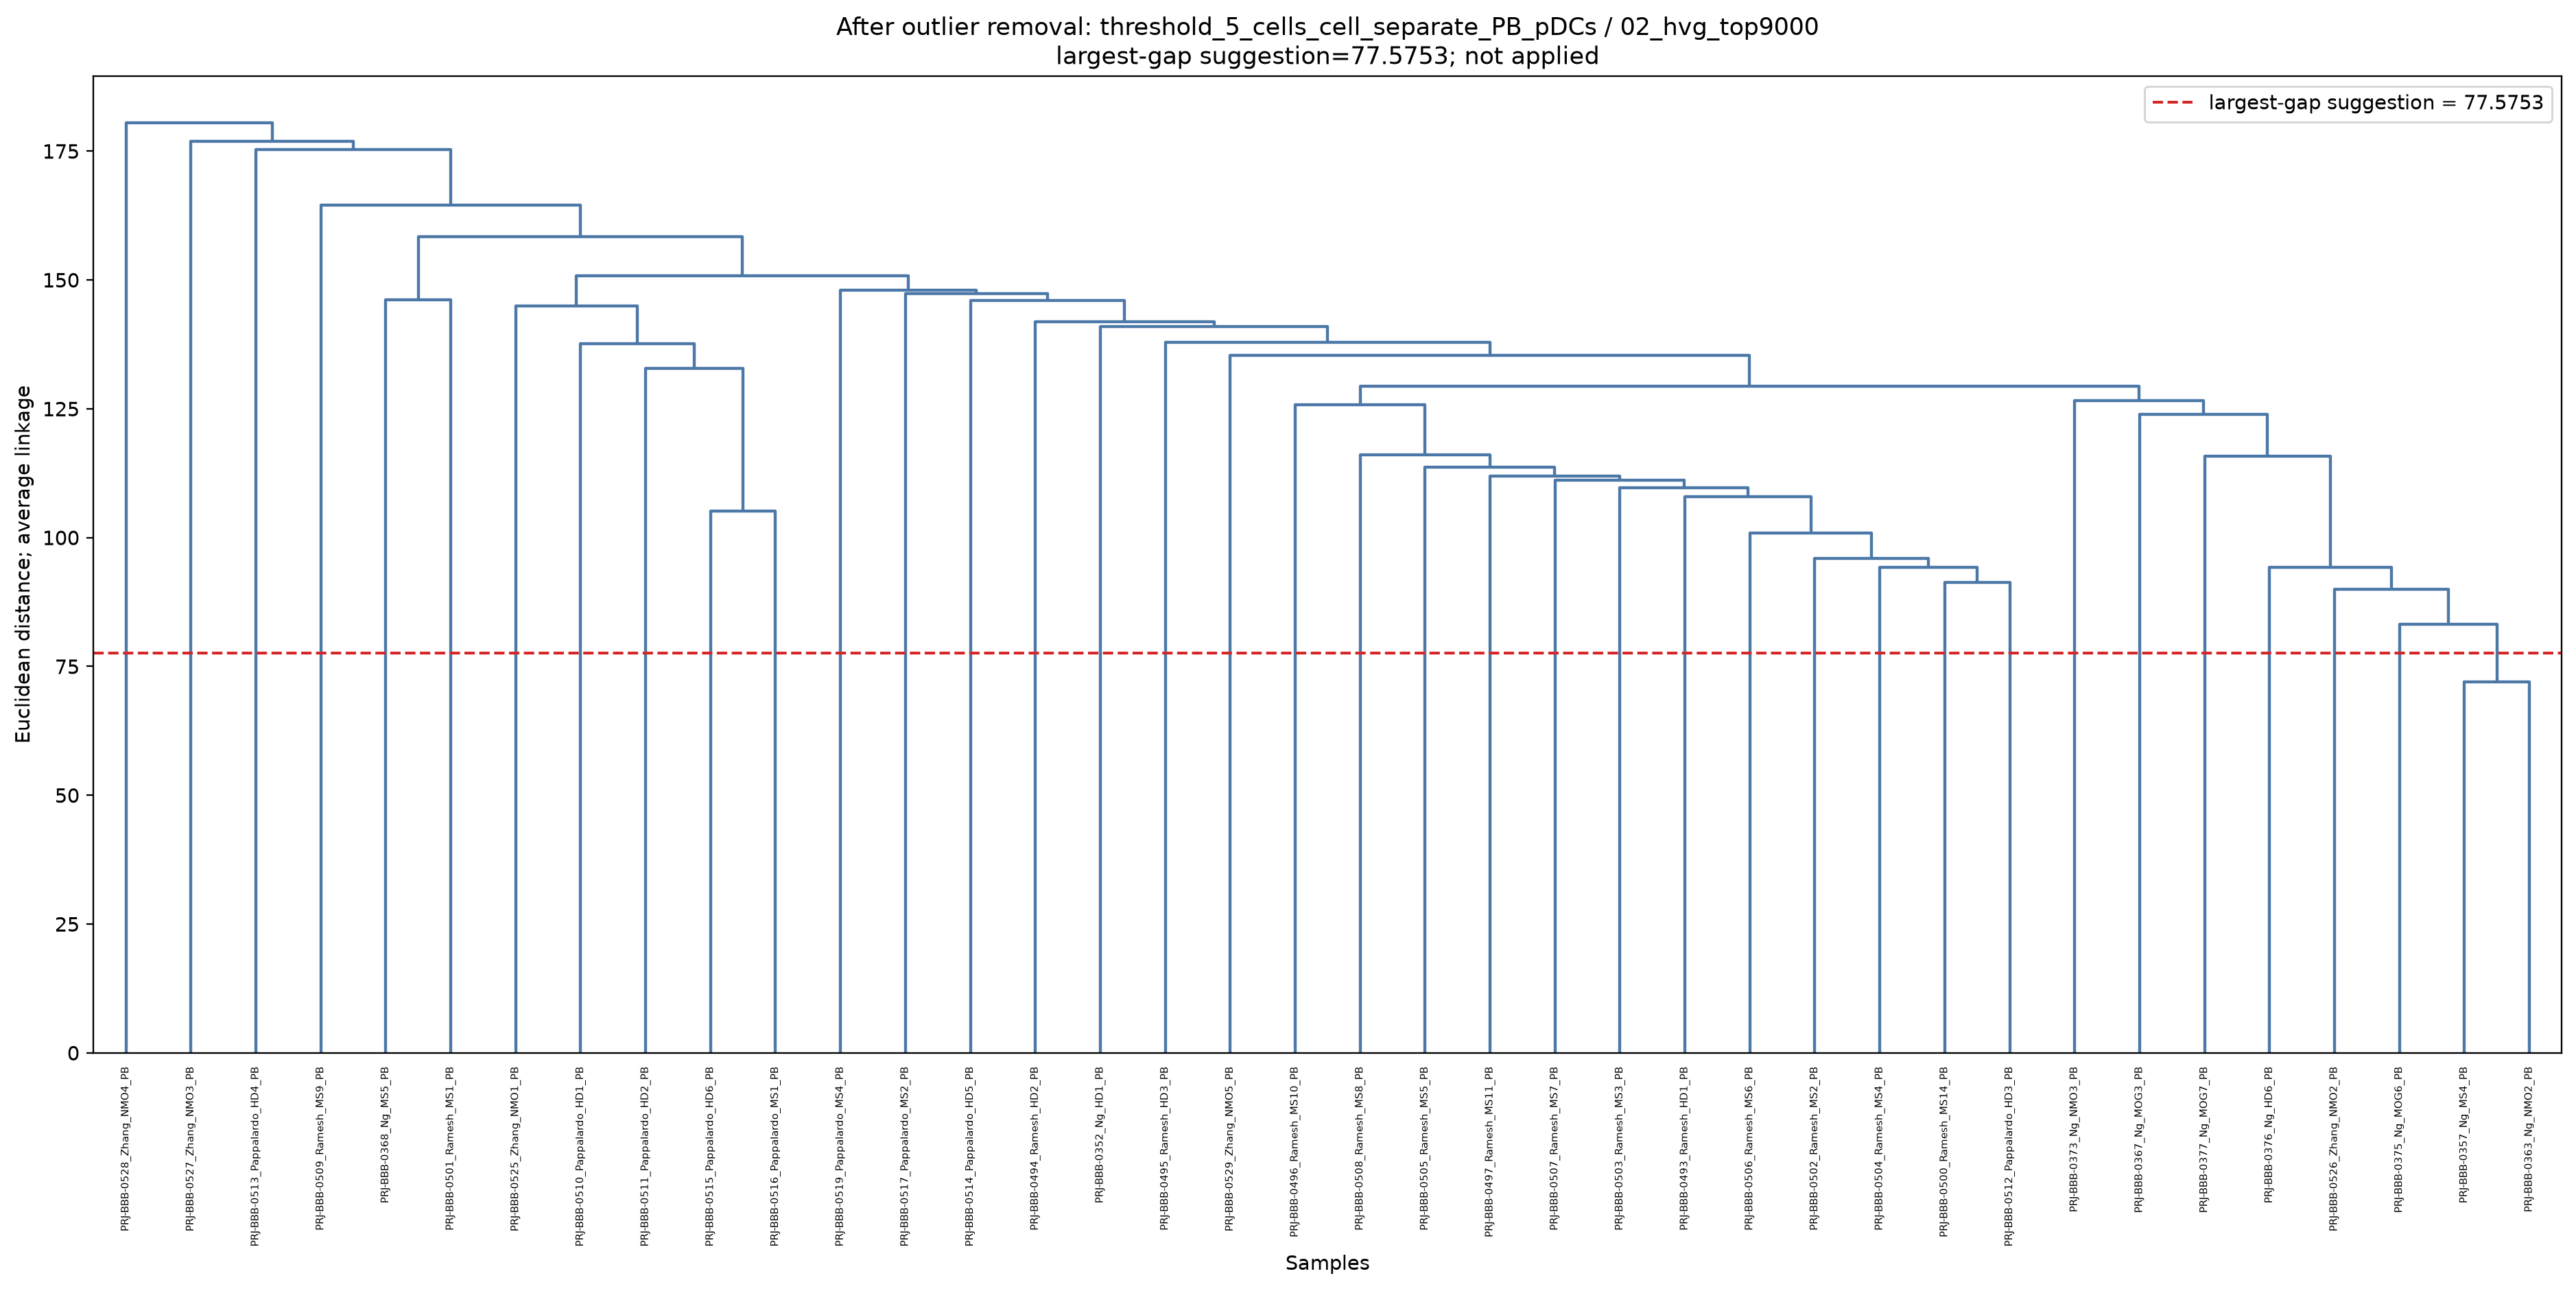 After outlier removal: threshold_5_cells_cell_separate_PB_pDCs / 02_hvg_top9000
largest-gap suggestion=77.5753; not applied
largest-gap suggestion = 77.5753
Euclidean distance; average linkage
175
150
125
100
75
50
25
0
PRJ-BBB-0528_Zhang_NMO4_PB
PRJ-BBB-0527_Zhang_NMO3_PB
PRJ-BBB-0513_Pappalardo_HD4_PB
PRJ-BBB-0509_Ramesh_MS9_PB
PRJ-BBB-0368_Ng_MS5_PB
PRJ-BBB-0501_Ramesh_MS1_PB
PRJ-BBB-0525_Zhang_NMO1_PB
PRJ-BBB-0510_Pappalardo_HD1_PB
PRJ-BBB-0511_Pappalardo_HD2_PB
PRJ-BBB-0515_Pappalardo_HD6_PB
PRJ-BBB-0516_Pappalardo_MS1_PB
PRJ-BBB-0519_Pappalardo_MS4_PB
PRJ-BBB-0517_Pappalardo_MS2_PB
PRJ-BBB-0514_Pappalardo_HD5_PB
PRJ-BBB-0494_Ramesh_HD2_PB
PRJ-BBB-0352_Ng_HD1_PB
PRJ-BBB-0495_Ramesh_HD3_PB
PRJ-BBB-0529_Zhang_NMO5_PB
PRJ-BBB-0496_Ramesh_MS10_PB
PRJ-BBB-0508_Ramesh_MS8_PB
PRJ-BBB-0505_Ramesh_MS5_PB
PRJ-BBB-0497_Ramesh_MS11_PB
PRJ-BBB-0507_Ramesh_MS7_PB
PRJ-BBB-0503_Ramesh_MS3_PB
PRJ-BBB-0493_Ramesh_HD1_PB
PRJ-BBB-0506_Ramesh_MS6_PB
PRJ-BBB-0502_Ramesh_MS2_PB
PRJ-BBB-0504_Ramesh_MS4_PB
PRJ-BBB-0500_Ramesh_MS14_PB
PRJ-BBB-0512_Pappalardo_HD3_PB
PRJ-BBB-0373_Ng_NMO3_PB
PRJ-BBB-0367_Ng_MOG3_PB
PRJ-BBB-0377_Ng_MOG7_PB
PRJ-BBB-0376_Ng_HD6_PB
PRJ-BBB-0526_Zhang_NMO2_PB
PRJ-BBB-0375_Ng_MOG6_PB
PRJ-BBB-0357_Ng_MS4_PB
PRJ-BBB-0363_Ng_NMO2_PB
Samples